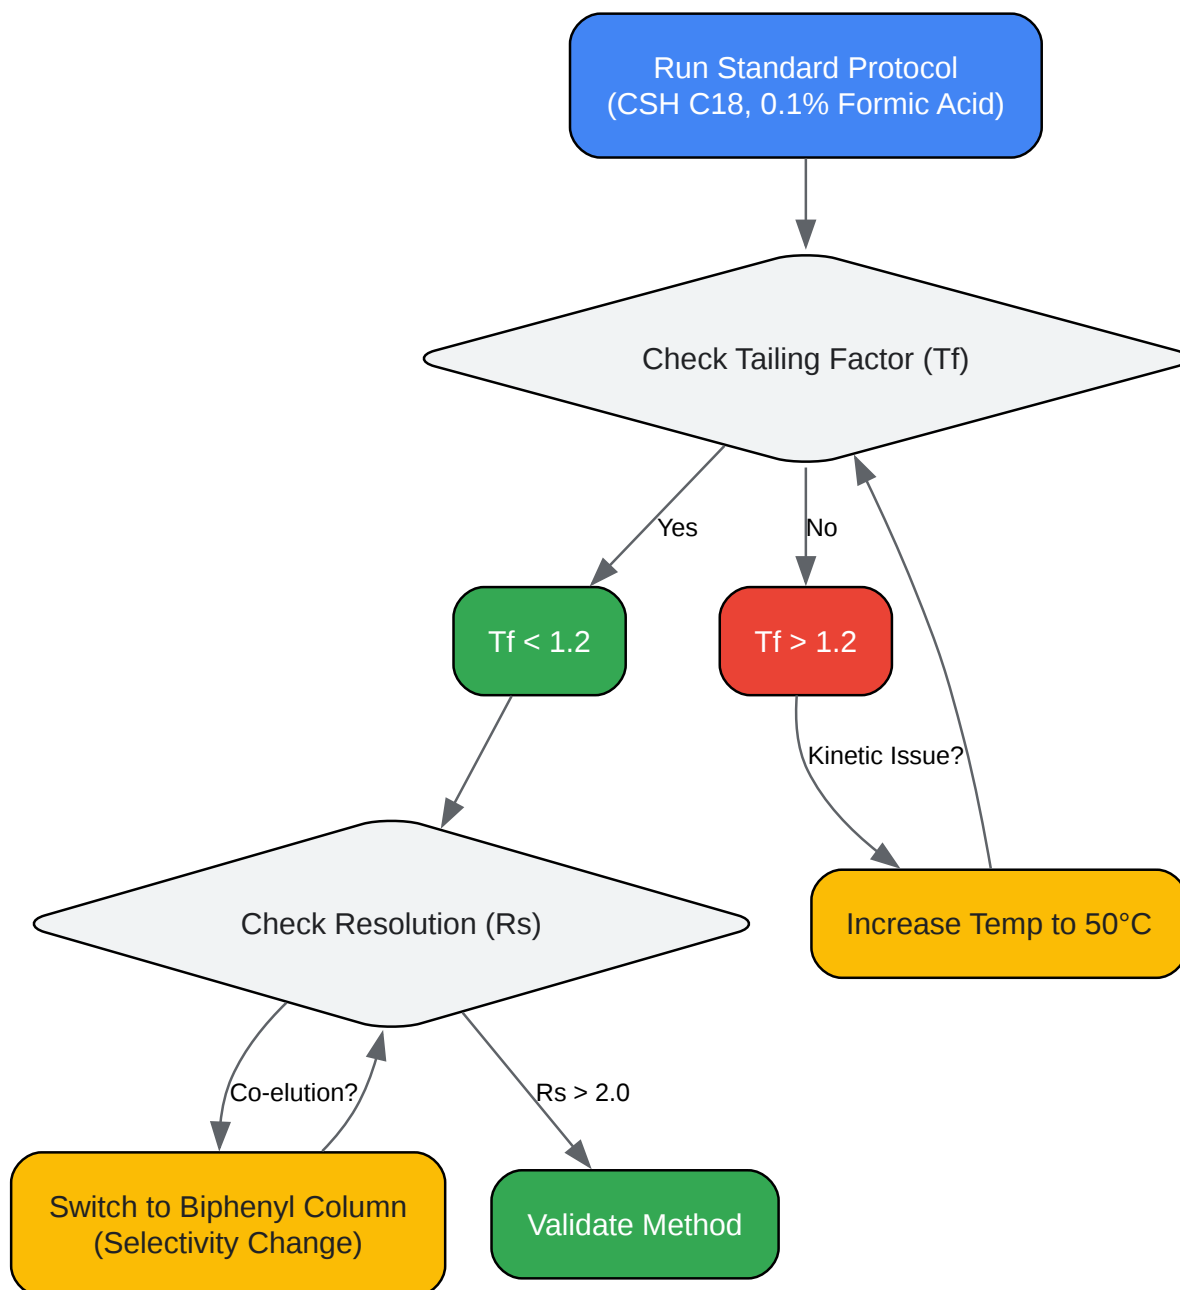 Run Standard Protocol
(CSH C18, 0.1% Formic Acid)
Check Tailing Factor (Tf)
Yes
No
Tf < 1.2
Tf > 1.2
Kinetic Issue?
Check Resolution (Rs)
Increase Temp to 50°C
Co-elution?
Rs > 2.0
Switch to Biphenyl Column
(Selectivity Change)
Validate Method